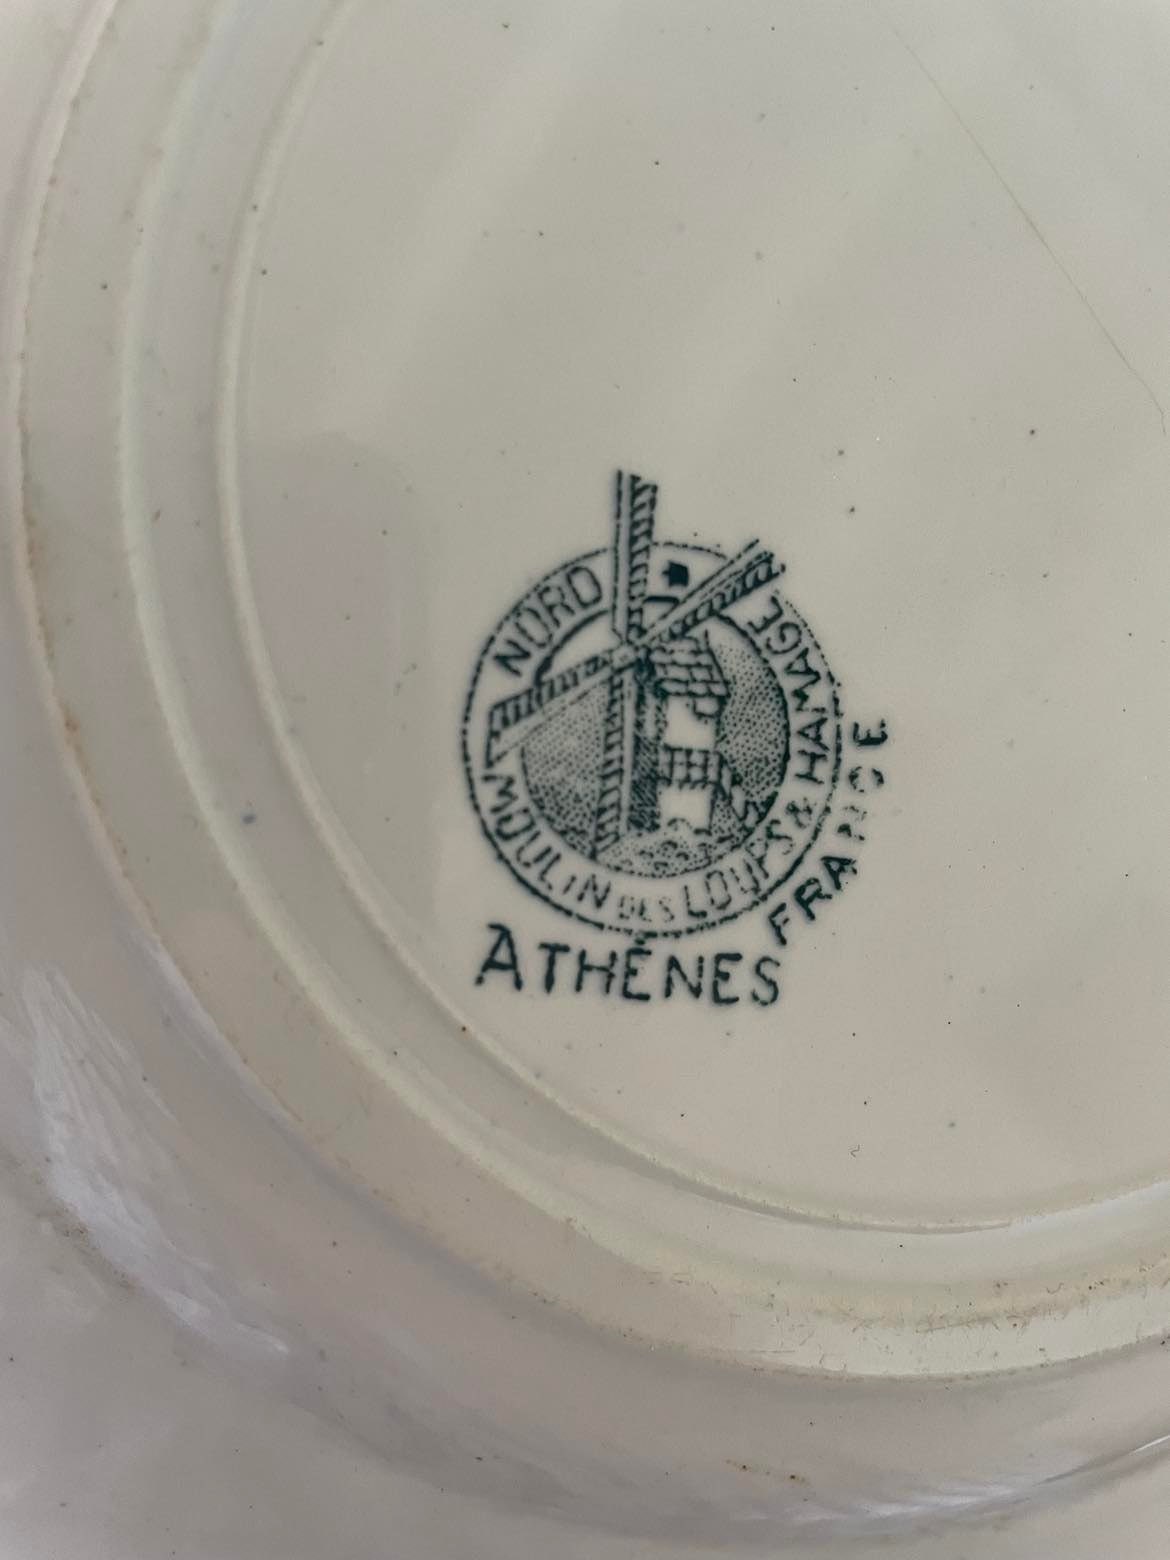 NORD
MOULIN DES LOUPS & HAMAGE
FRANCE
ATHÈNES